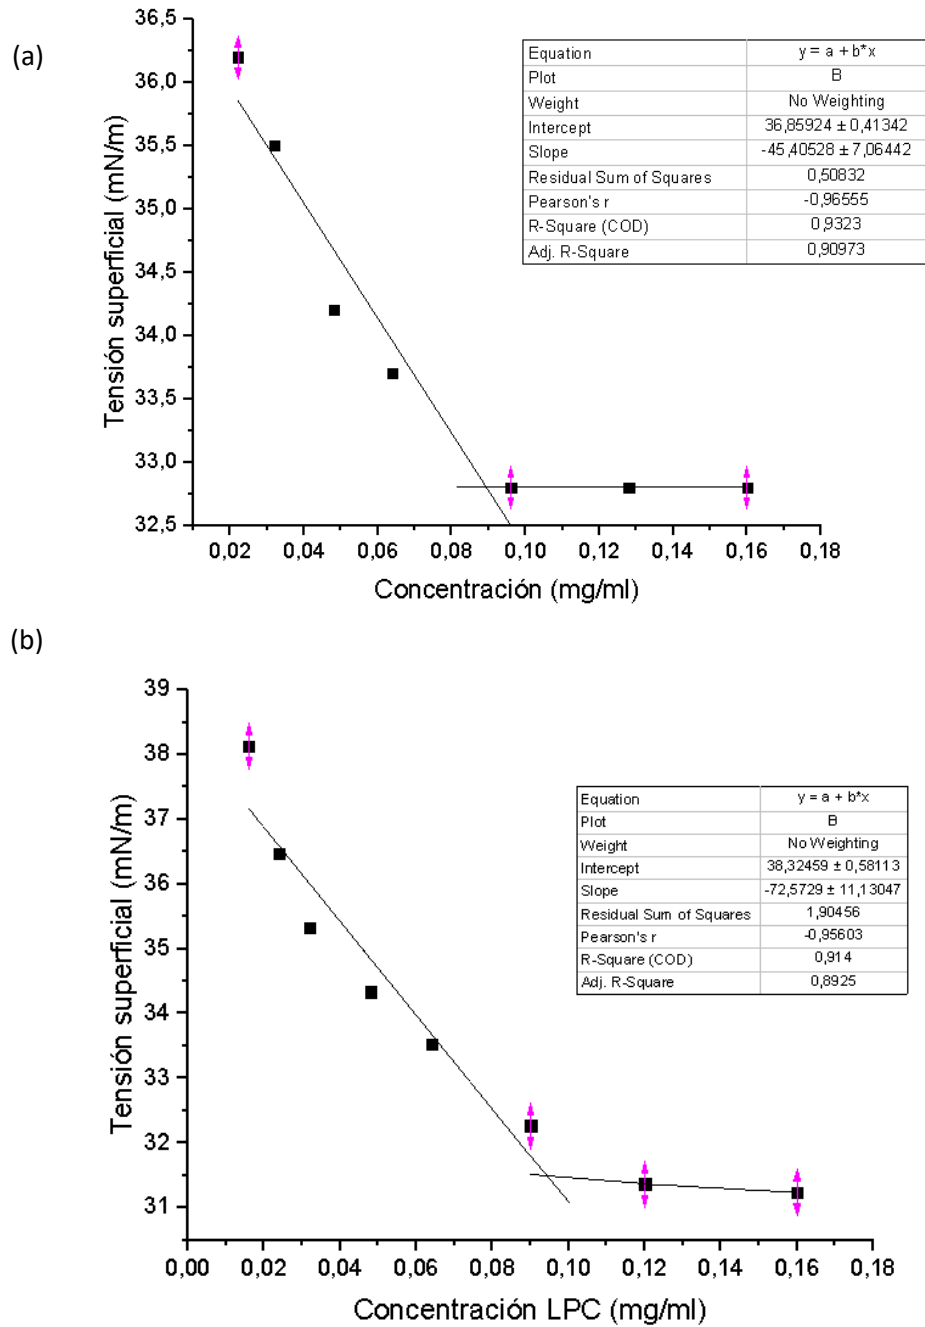 (a)
36,5
36,0
35,5
35,0
34,5
34,0
33,5
33,0
32,5
Tensión superficial (mN/m)
0,02 0,04 0,06 0,08 0,10 0,12 0,14 0,16 0,18
Concentración (mg/ml)
Equation y = a + b*x
Plot B
Weight No Weighting
Intercept 36,85924 ± 0,41342
Slope -45,40528 ± 7,06442
Residual Sum of Squares 0,50832
Pearson's r -0,96555
R-Square (COD) 0,9323
Adj. R-Square 0,90973
(b)
39
38
37
36
35
34
33
32
31
Tensión superficial (mN/m)
0,00 0,02 0,04 0,06 0,08 0,10 0,12 0,14 0,16 0,18
Concentración LPC (mg/ml)
Equation y = a + b*x
Plot B
Weight No Weighting
Intercept 38,32459 ± 0,58113
Slope -72,5729 ± 11,13047
Residual Sum of Squares 1,90456
Pearson's r -0,95603
R-Square (COD) 0,914
Adj. R-Square 0,8925